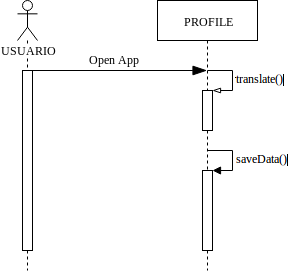 PROFILE
USUARIO
Open App
translate()
saveData()